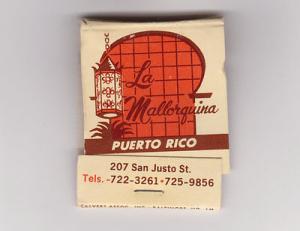 La
Mallorquina
PUERTO RICO
207 San Justo St.
Tels. -722-3261 • 725-9856